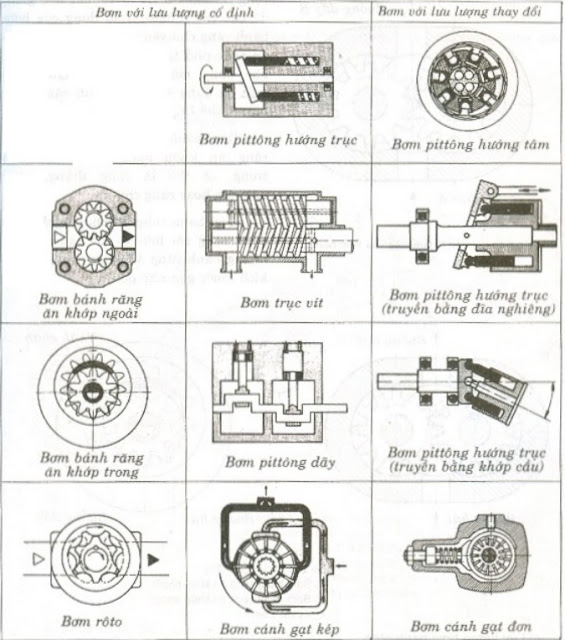 Bơm với lưu lượng cố định
Bơm với lưu lượng thay đổi
Bơm pittông hướng trục
Bơm pittông hướng tâm
Bơm bánh răng
ăn khớp ngoài
Bơm trục vít
Bơm pittông hướng trục
(truyền bằng đĩa nghiêng)
Bơm bánh răng
ăn khớp trong
Bơm pittông dãy
Bơm pittông hướng trục
(truyền bằng khớp cầu)
Bơm rôto
Bơm cánh gạt kép
Bơm cánh gạt đơn